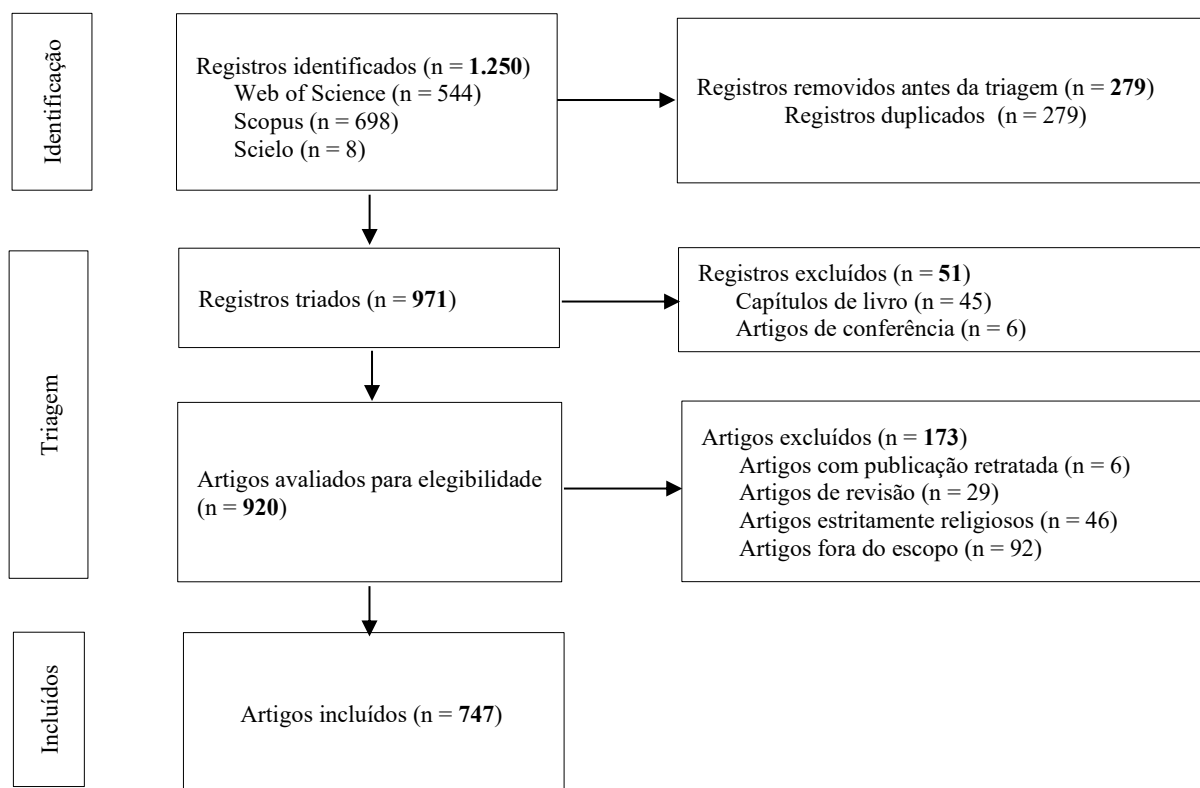 Identificação
Registros identificados (n = 1.250)
Web of Science (n = 544)
Scopus (n = 698)
Scielo (n = 8)
Registros removidos antes da triagem (n = 279)
Registros duplicados (n = 279)
Triagem
Registros triados (n = 971)
Registros excluídos (n = 51)
Capítulos de livro (n = 45)
Artigos de conferência (n = 6)
Artigos avaliados para elegibilidade
(n = 920)
Artigos excluídos (n = 173)
Artigos com publicação retratada (n = 6)
Artigos de revisão (n = 29)
Artigos estritamente religiosos (n = 46)
Artigos fora do escopo (n = 92)
Incluídos
Artigos incluídos (n = 747)